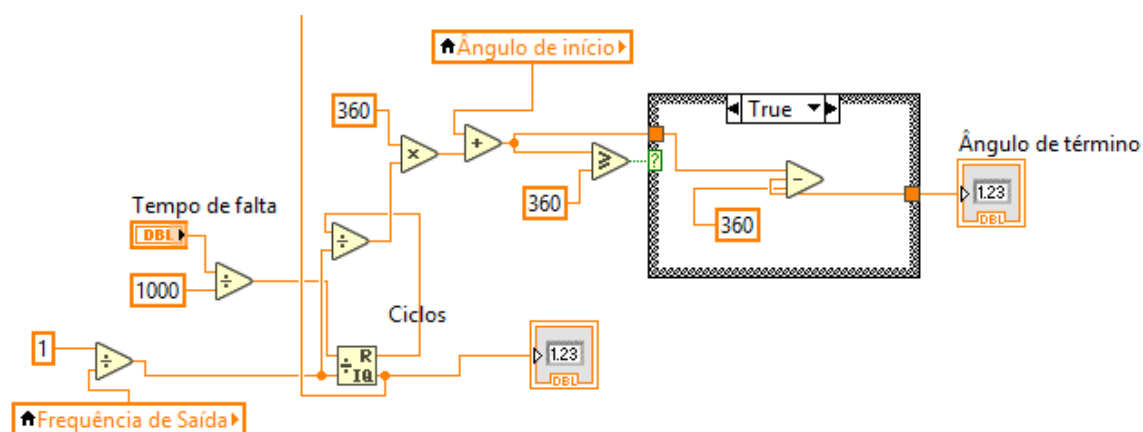 Ângulo de início
True
360
Ângulo de término
360
360
1.23
DBL
Tempo de falta
DBL
1000
Ciclos
1
R
IQ
1.23
DBL
Frequência de Saída